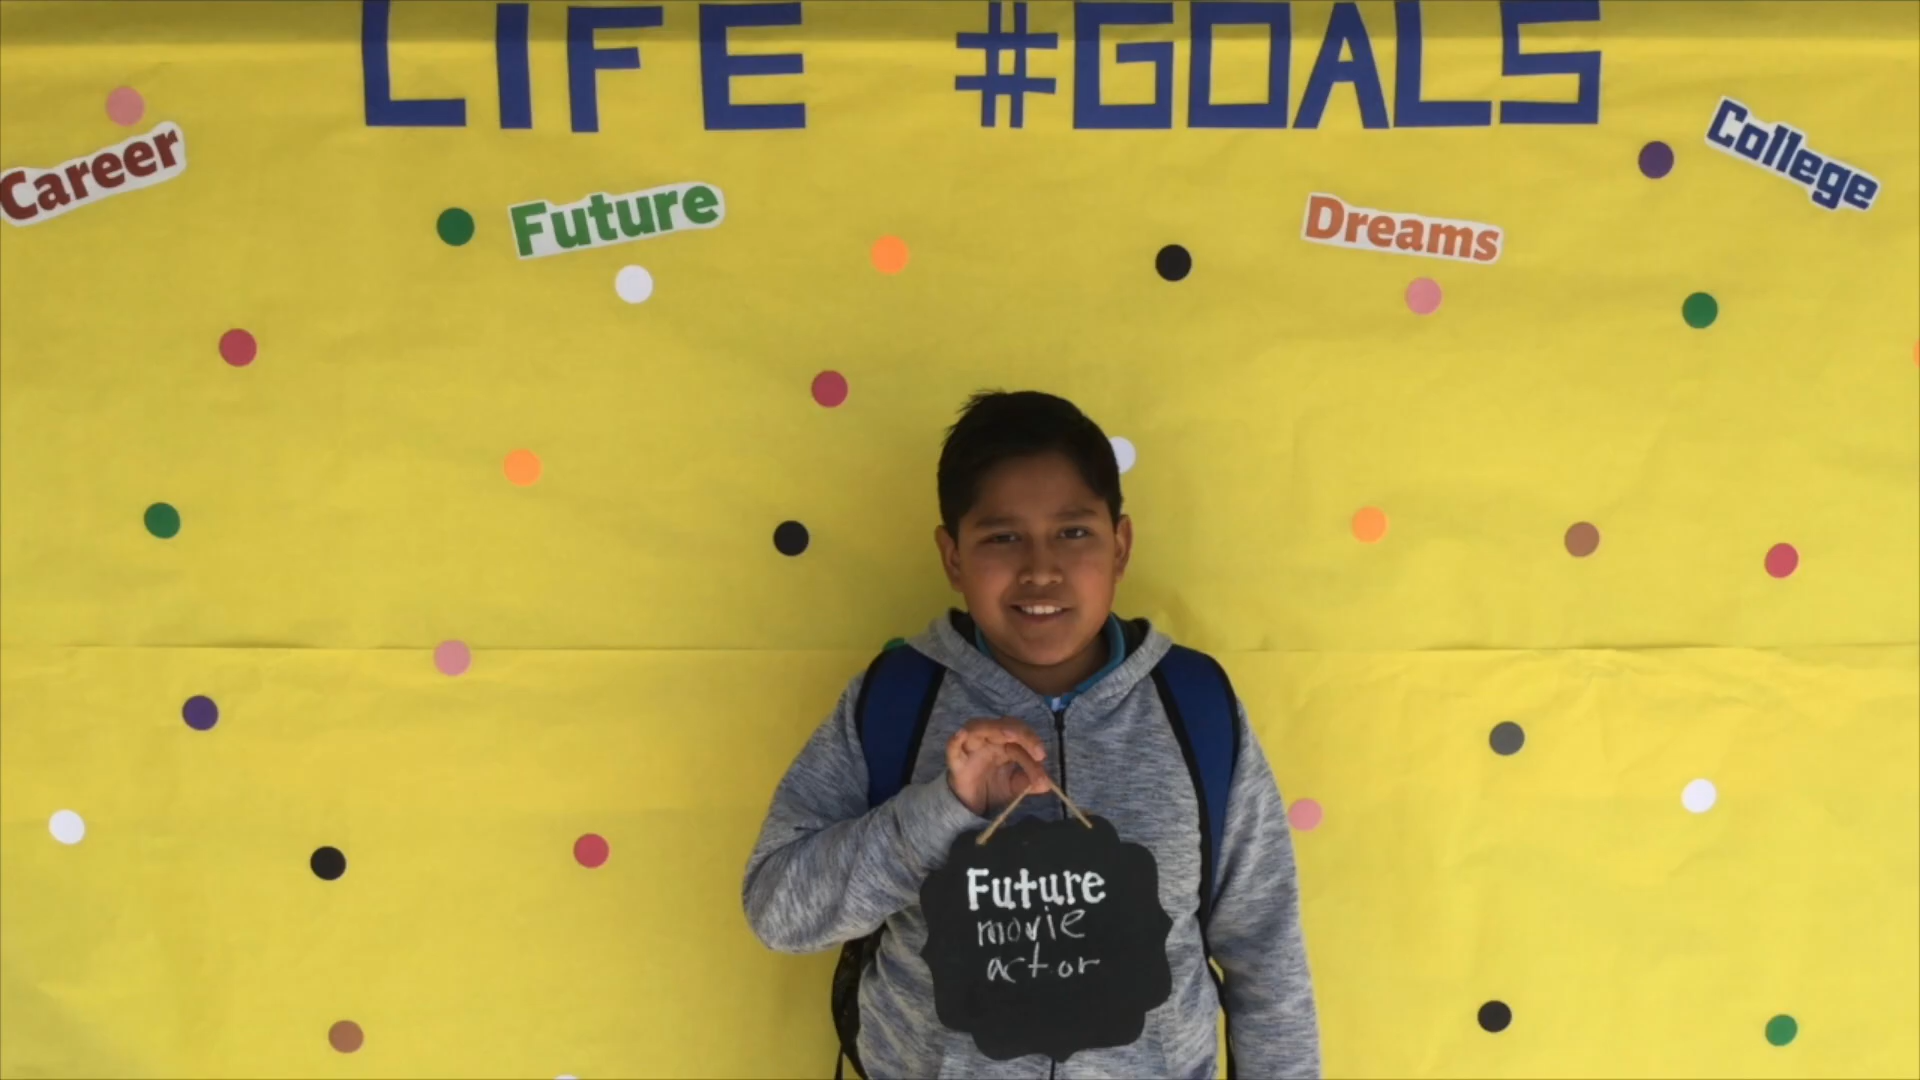 LIFE #GOALS
Career
Future
Dreams
College
Future
movie
actor